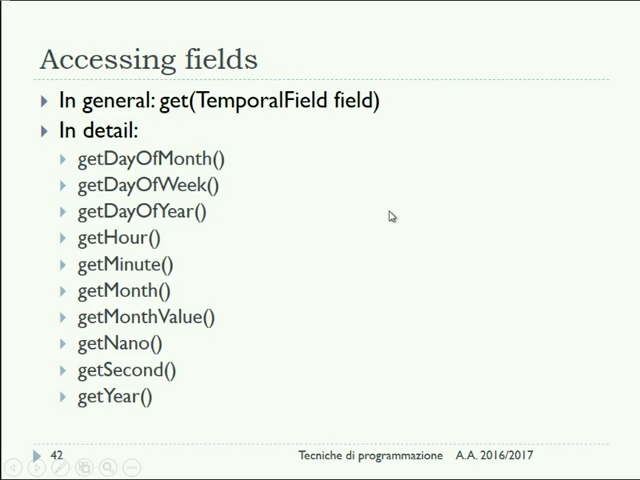 Accessing fields
In general: get(TemporalField field)
In detail:
getDayOfMonth()
getDayOfWeek()
getDayOfYear()
getHour()
getMinute()
getMonth()
getMonthValue()
getNano()
getSecond()
getYear()
42 Tecniche di programmazione A.A. 2016/2017